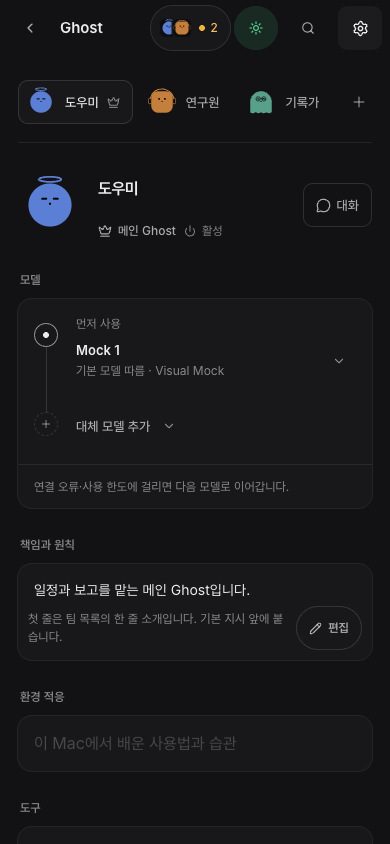 Ghost
2
도우미
연구원
기록가
도우미
메인 Ghost
활성
대화
모델
먼저 사용
Mock 1
기본 모델 따름 · Visual Mock
대체 모델 추가
연결 오류·사용 한도에 걸리면 다음 모델로 이어갑니다.
책임과 원칙
일정과 보고를 맡는 메인 Ghost입니다.
첫 줄은 팀 목록의 한 줄 소개입니다. 기본 지시 앞에 붙
습니다.
편집
환경 적응
이 Mac에서 배운 사용법과 습관
도구